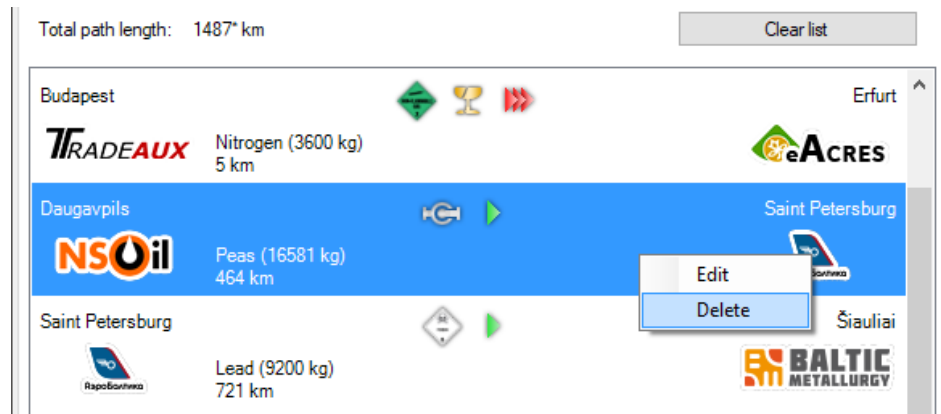 Total path length: 1487* km
Clear list
Budapest
Erfurt
TRADEAUX
Nitrogen (3600 kg)
5 km
eAcres
Daugavpils
Saint Petersburg
NSOil
Peas (16581 kg)
464 km
Edit
Delete
Saint Petersburg
Šiauliai
Lead (9200 kg)
721 km
BALTIC
METALLURGY